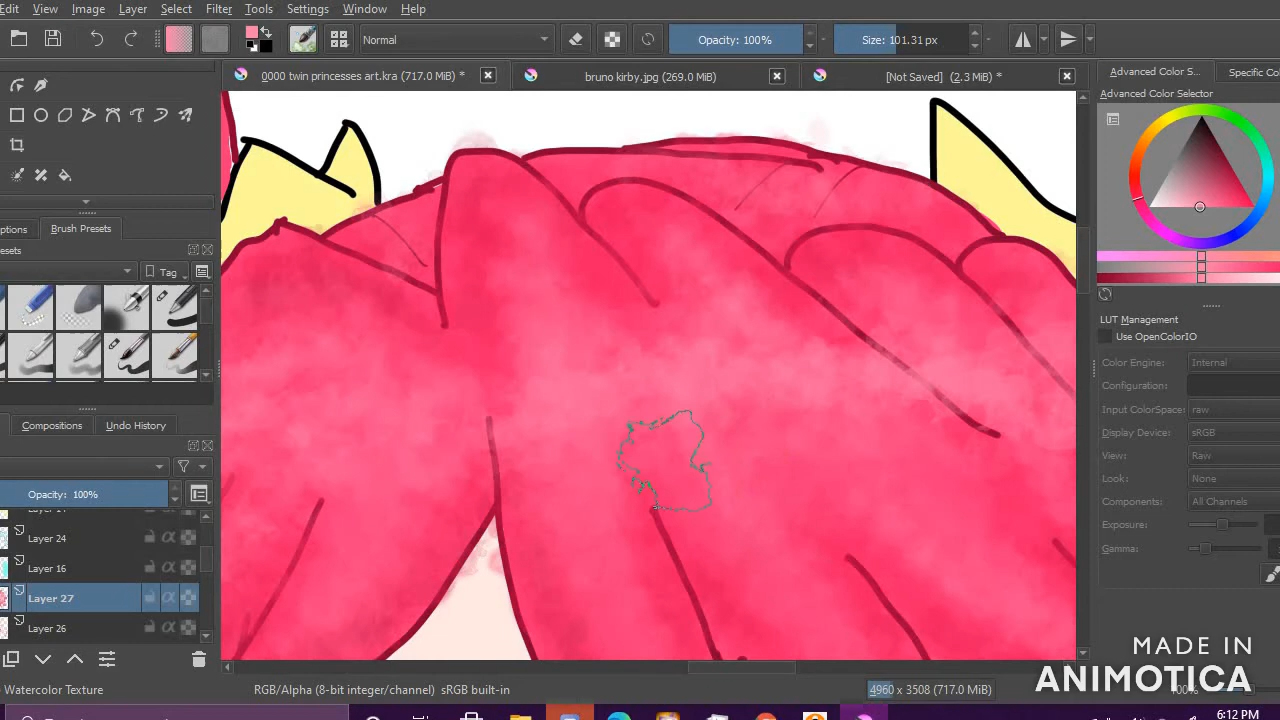 Edit View Image Layer Select Filter Tools Settings Window Help
Normal Opacity: 100% Size: 101.31 px
0000 twin princesses art.kra (717.0 MiB) * bruno kirby.jpg (269.0 MiB) [Not Saved] (2.3 MiB) *
Advanced Color S... Specific Co
Advanced Color Selector
ptions Brush Presets
esets
Tag
LUT Management
Use OpenColorIO
Color Engine: Internal
Configuration:
Input ColorSpace: raw
Display Device: sRGB
View: Raw
Look: None
Components: All Channels
Exposure:
Gamma:
Compositions Undo History
Opacity: 100%
Layer 24
Layer 16
Layer 27
Layer 26
Watercolor Texture RGB/Alpha (8-bit integer/channel) sRGB built-in 4960 x 3508 (717.0 MiB) 100%
MADE IN
ANIMOTICA
6:12 PM